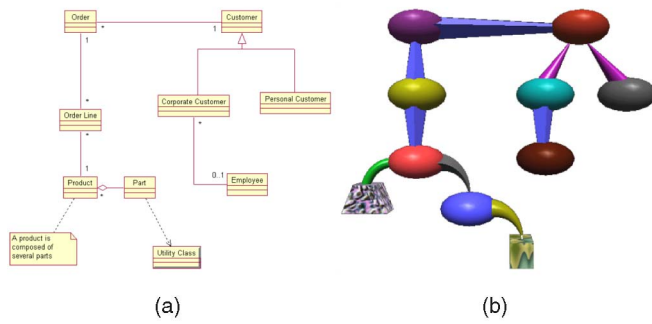 Order
Customer
*
1
1
Corporate Customer
Personal Customer
*
*
Order Line
*
1
0..1
Employee
Product
Part
*
A product is
composed of
several parts
Utility Class
(a)
(b)